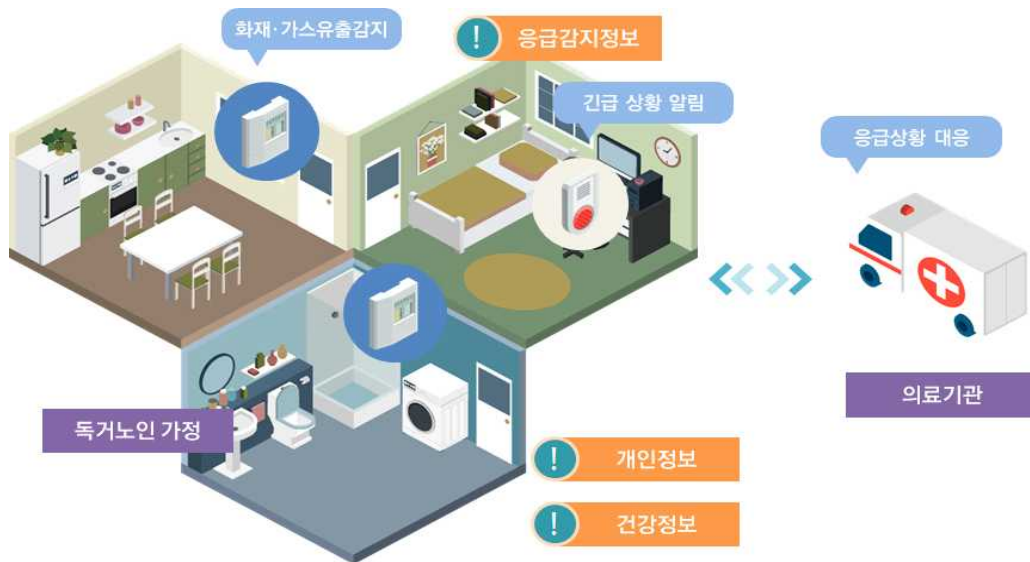 화재·가스유출감지
응급감지정보
긴급 상황 알림
응급상황 대응
독거노인 가정
의료기관
개인정보
건강정보